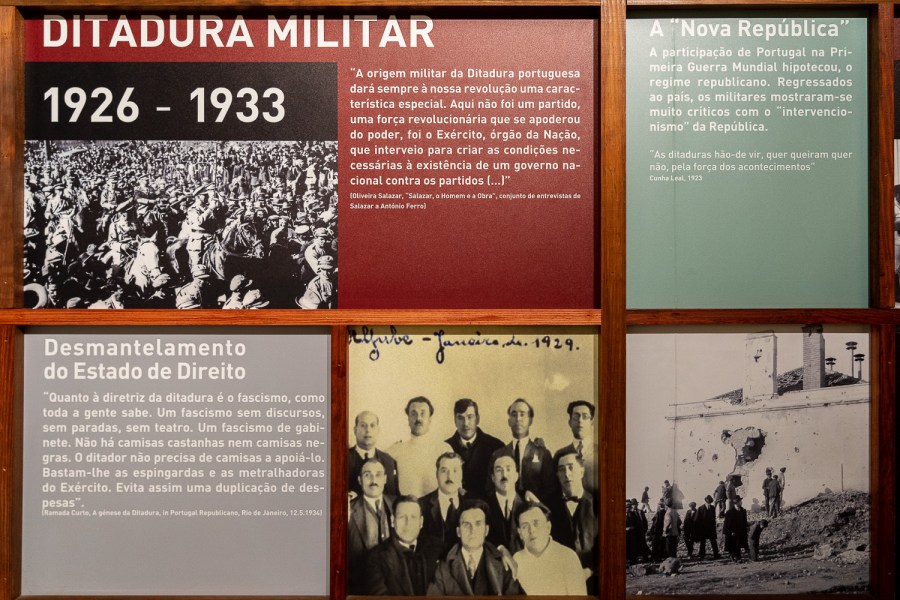 DITADURA MILITAR
1926 - 1933
"A origem militar da Ditadura portuguesa
dará sempre à nossa revolução uma carac-
terística especial. Aqui não foi um partido,
uma força revolucionária que se apoderou
do poder, foi o Exército, órgão da Nação,
que interveio para criar as condições ne-
cessárias à existência de um governo na-
cional contra os partidos (...)"
(Oliveira Salazar, "Salazar, o Homem e a Obra", conjunto de entrevistas de
Salazar a António Ferro)
A "Nova República"
A participação de Portugal na Pri-
meira Guerra Mundial hipotecou, o
regime republicano. Regressados
ao país, os militares mostraram-se
muito críticos com o "intervencio-
nismo" da República.
"As ditaduras hão-de vir, quer queiram quer
não, pela força dos acontecimentos"
Cunha Leal, 1923
Desmantelamento
do Estado de Direito
"Quanto à diretriz da ditadura é o fascismo, como
toda a gente sabe. Um fascismo sem discursos,
sem paradas, sem teatro. Um fascismo de gabi-
nete. Não há camisas castanhas nem camisas ne-
gras. O ditador não precisa de camisas a apoiá-lo.
Bastam-lhe as espingardas e as metralhadoras
do Exército. Evita assim uma duplicação de des-
pesas".
(Ramada Curto, A génese da Ditadura, in Portugal Republicano, Rio de Janeiro, 12.5.1934)
Aljube - Janeiro, de 1929.